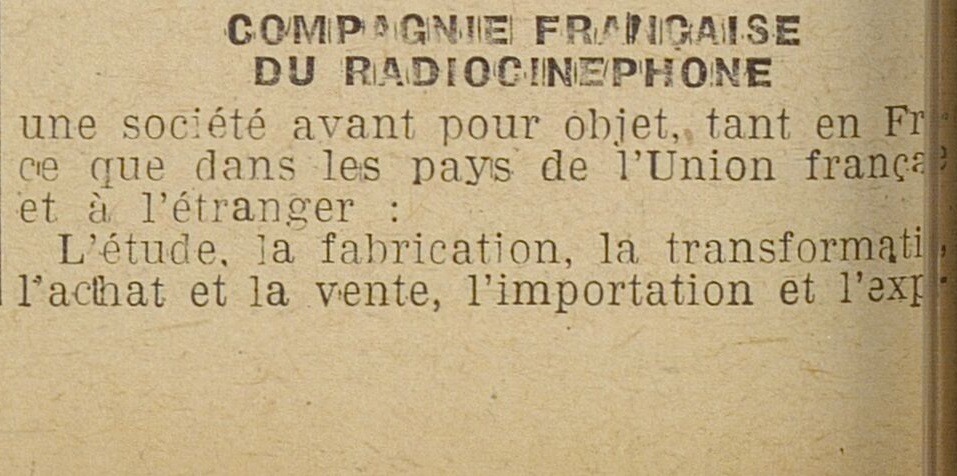 COMPAGNIE FRANÇAISE
DU RADIOCINEPHONE
une société avant pour objet, tant en Fr
ce que dans les pays de l'Union frança
et à l'étranger :
L'étude, la fabrication, la transformati
l'achat et la vente, l'importation et l'exp